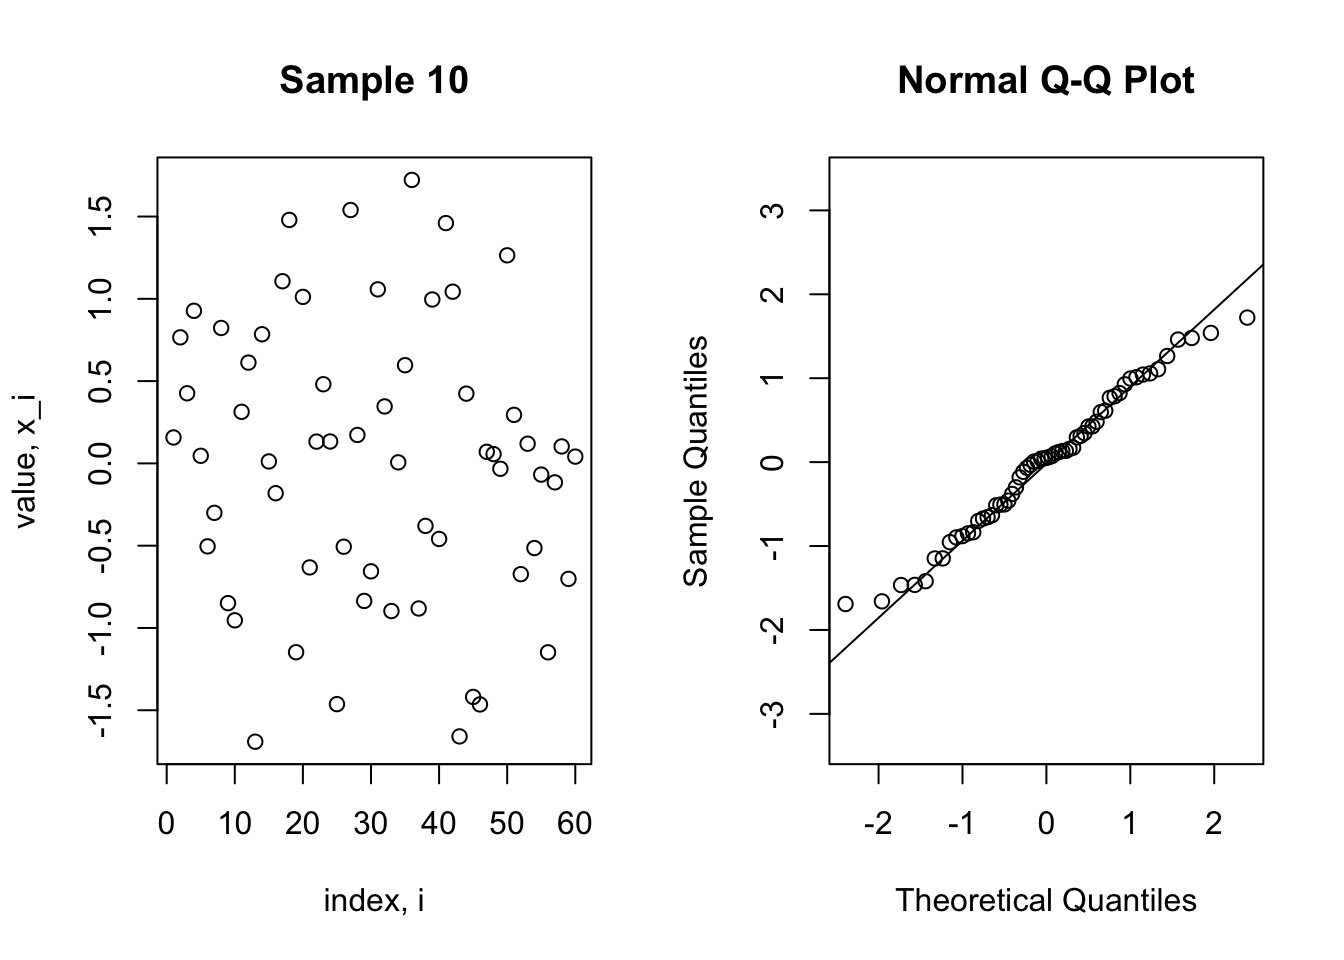 Sample 10
value, x_i
1.5
1.0
0.5
0.0
-0.5
-1.0
-1.5
0 10 20 30 40 50 60
index, i
Normal Q-Q Plot
Sample Quantiles
3
2
1
0
-1
-2
-3
-2 -1 0 1 2
Theoretical Quantiles